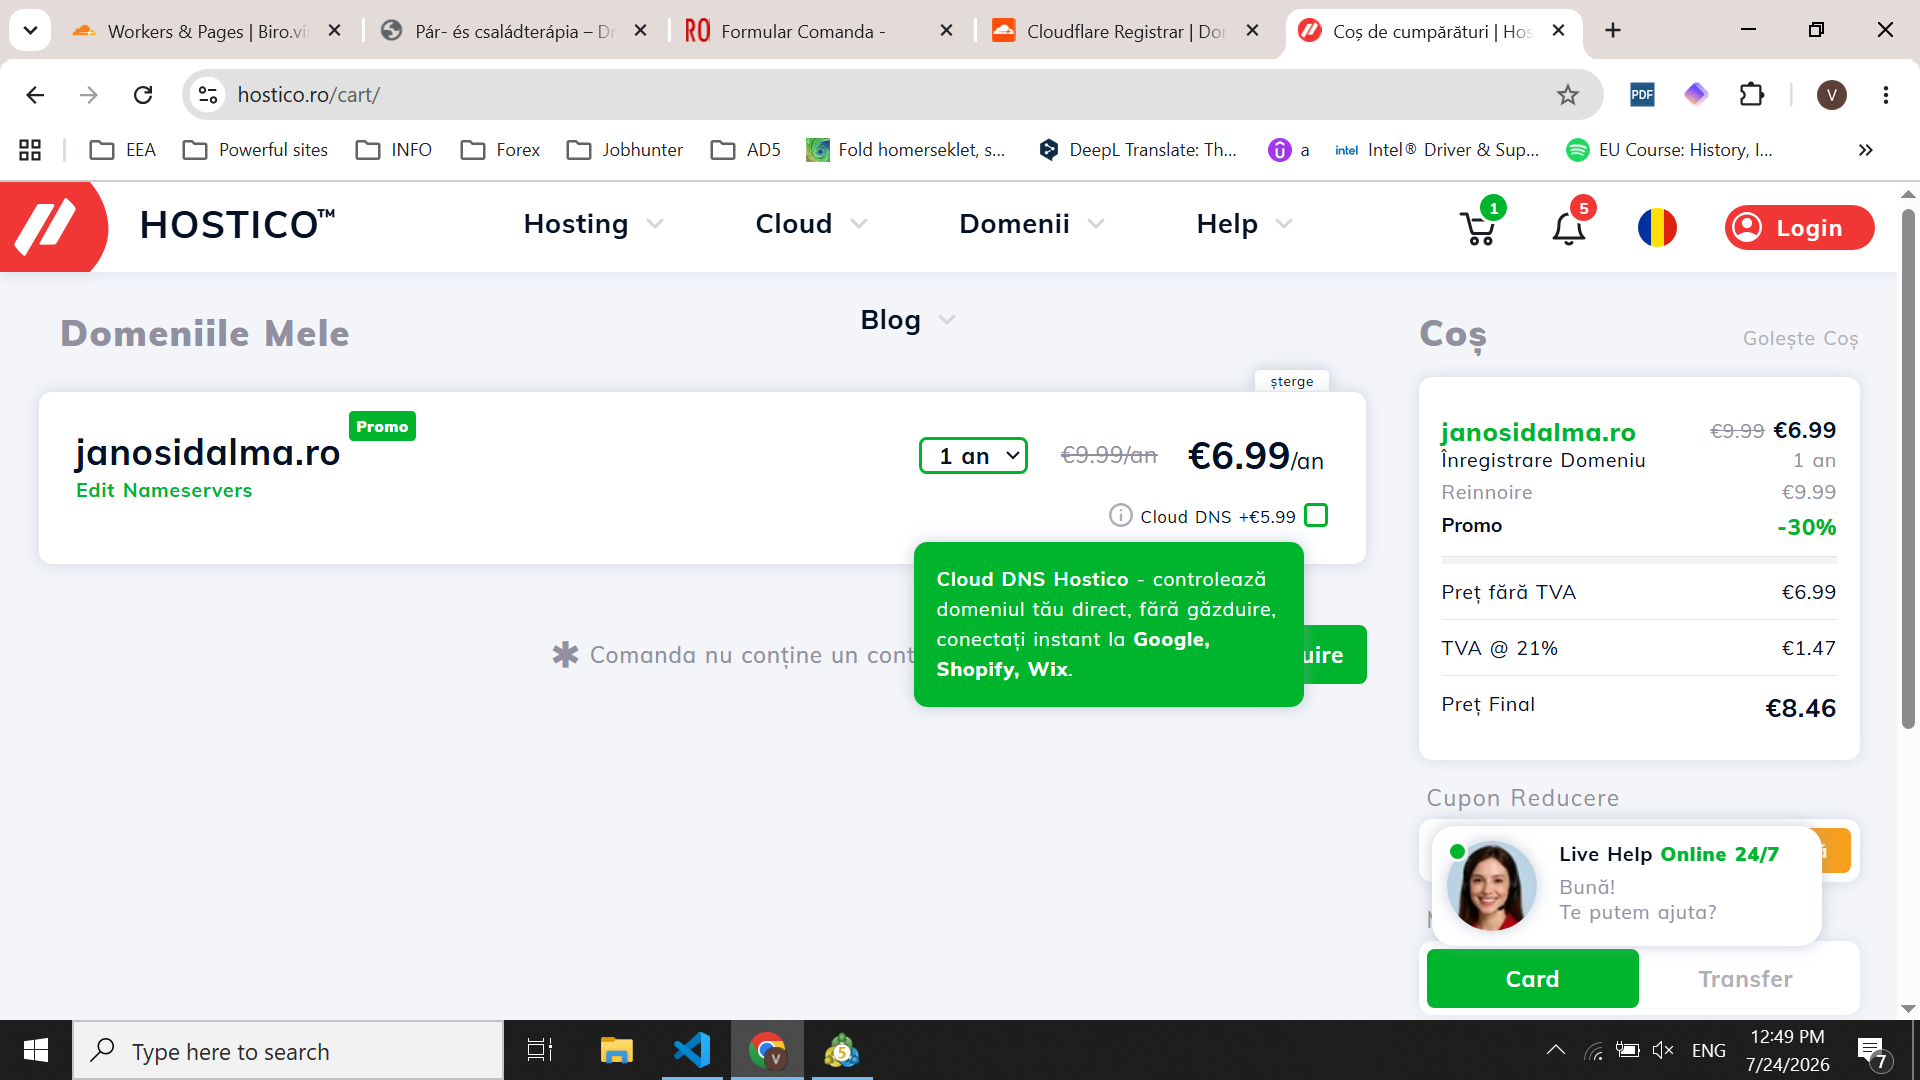 Workers & Pages | Biro.vi
Pár- és családterápia – D
Formular Comanda -
Cloudflare Registrar | Do
Coș de cumpărături | Hos
hostico.ro/cart/
PDF
V
EEA
Powerful sites
INFO
Forex
Jobhunter
AD5
Fold homerseklet, s...
DeepL Translate: Th...
a
intel
Intel® Driver & Sup...
EU Course: History, I...
HOSTICO™
Hosting
Cloud
Domenii
Help
1
5
Login
Blog
Domeniile Mele
șterge
janosidalma.ro
Promo
Edit Nameservers
1 an
€9.99/an
€6.99/an
Cloud DNS +€5.99
Cloud DNS Hostico - controlează
domeniul tău direct, fără găzduire,
conectați instant la Google,
Shopify, Wix.
Comanda nu conține un cont
Coș
Golește Coș
janosidalma.ro
€9.99 €6.99
Înregistrare Domeniu
1 an
Reinnoire
€9.99
Promo
-30%
Preț fără TVA
€6.99
TVA @ 21%
€1.47
Preț Final
€8.46
Cupon Reducere
Live Help Online 24/7
Bună!
Te putem ajuta?
Card
Transfer
Type here to search
V
5
ENG
12:49 PM
7/24/2026
7